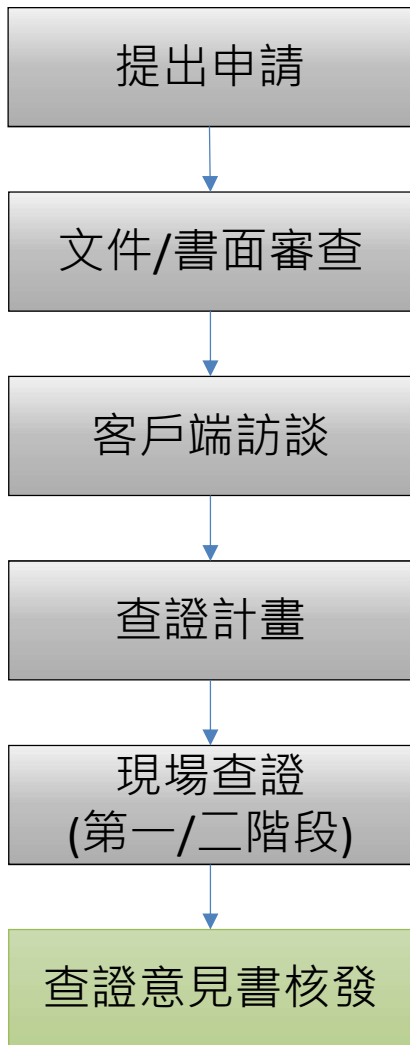 提出申請
文件/書面審查
客戶端訪談
查證計畫
現場查證
(第一/二階段)
查證意見書核發